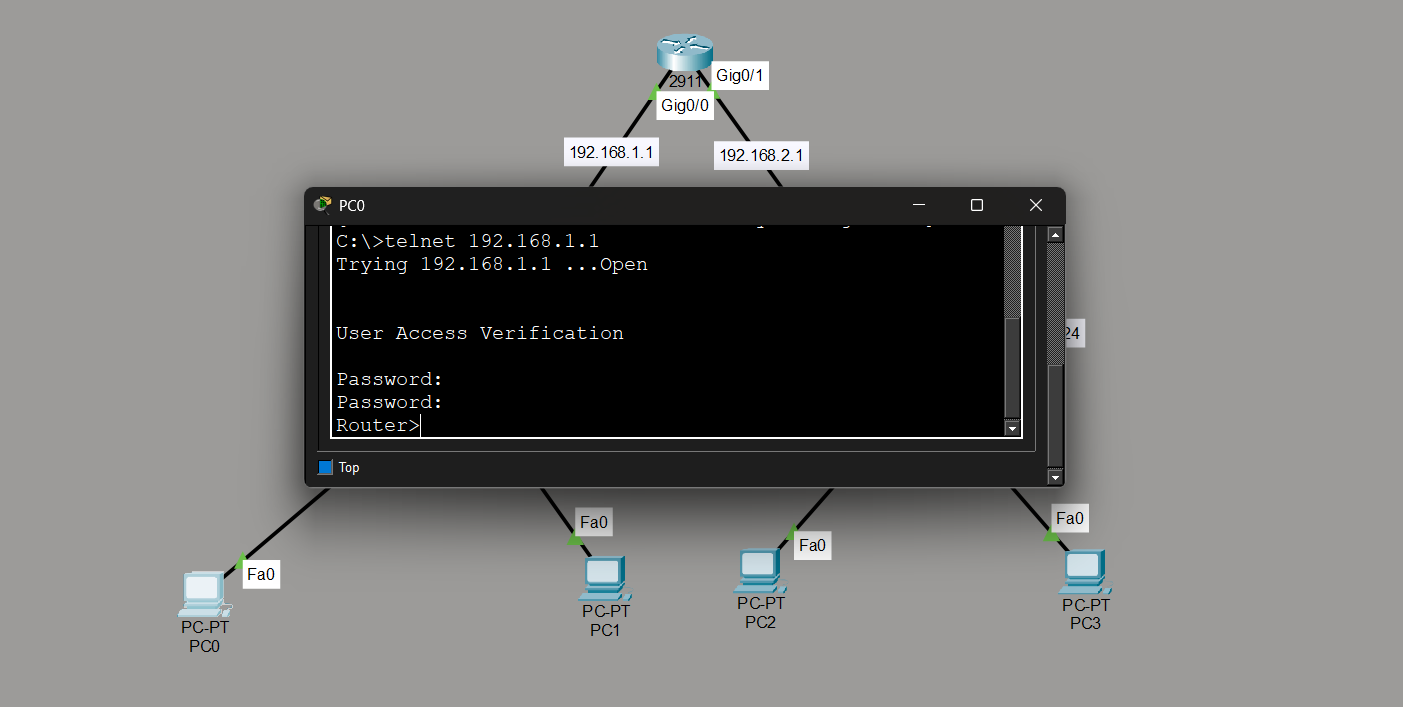 2911
Gig0/1
Gig0/0
192.168.1.1
192.168.2.1
PC0
C:\>telnet 192.168.1.1
Trying 192.168.1.1 ...Open
User Access Verification
Password:
Password:
Router>
Top
24
Fa0
Fa0
Fa0
Fa0
PC-PT
PC0
PC-PT
PC1
PC-PT
PC2
PC-PT
PC3